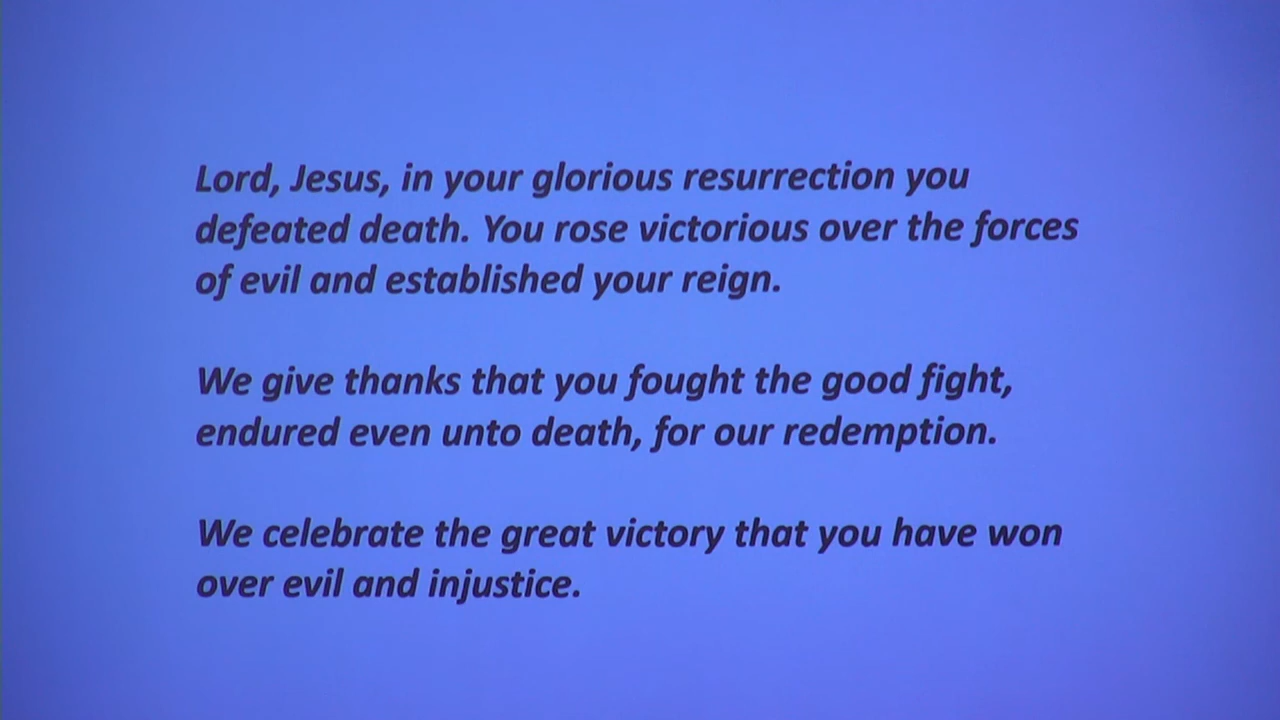 Lord, Jesus, in your glorious resurrection you
defeated death. You rose victorious over the forces
of evil and established your reign.
We give thanks that you fought the good fight,
endured even unto death, for our redemption.
We celebrate the great victory that you have won
over evil and injustice.